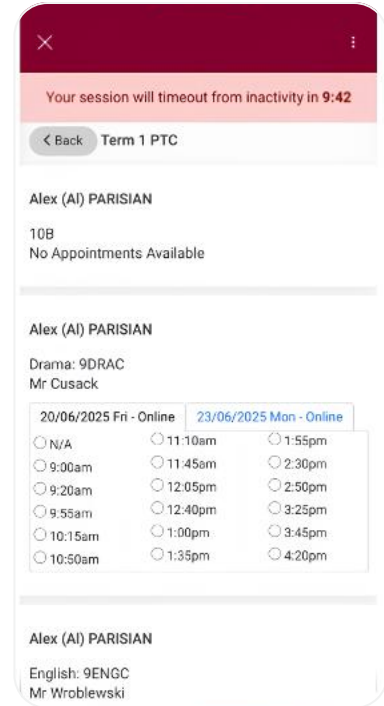 Your session will timeout from inactivity in 9:42
Back Term 1 PTC
Alex (Al) PARISIAN
10B
No Appointments Available
Alex (Al) PARISIAN
Drama: 9DRAC
Mr Cusack
20/06/2025 Fri - Online 23/06/2025 Mon - Online
N/A 11:10am 1:55pm
9:00am 11:45am 2:30pm
9:20am 12:05pm 2:50pm
9:55am 12:40pm 3:25pm
10:15am 1:00pm 3:45pm
10:50am 1:35pm 4:20pm
Alex (Al) PARISIAN
English: 9ENGC
Mr Wroblewski